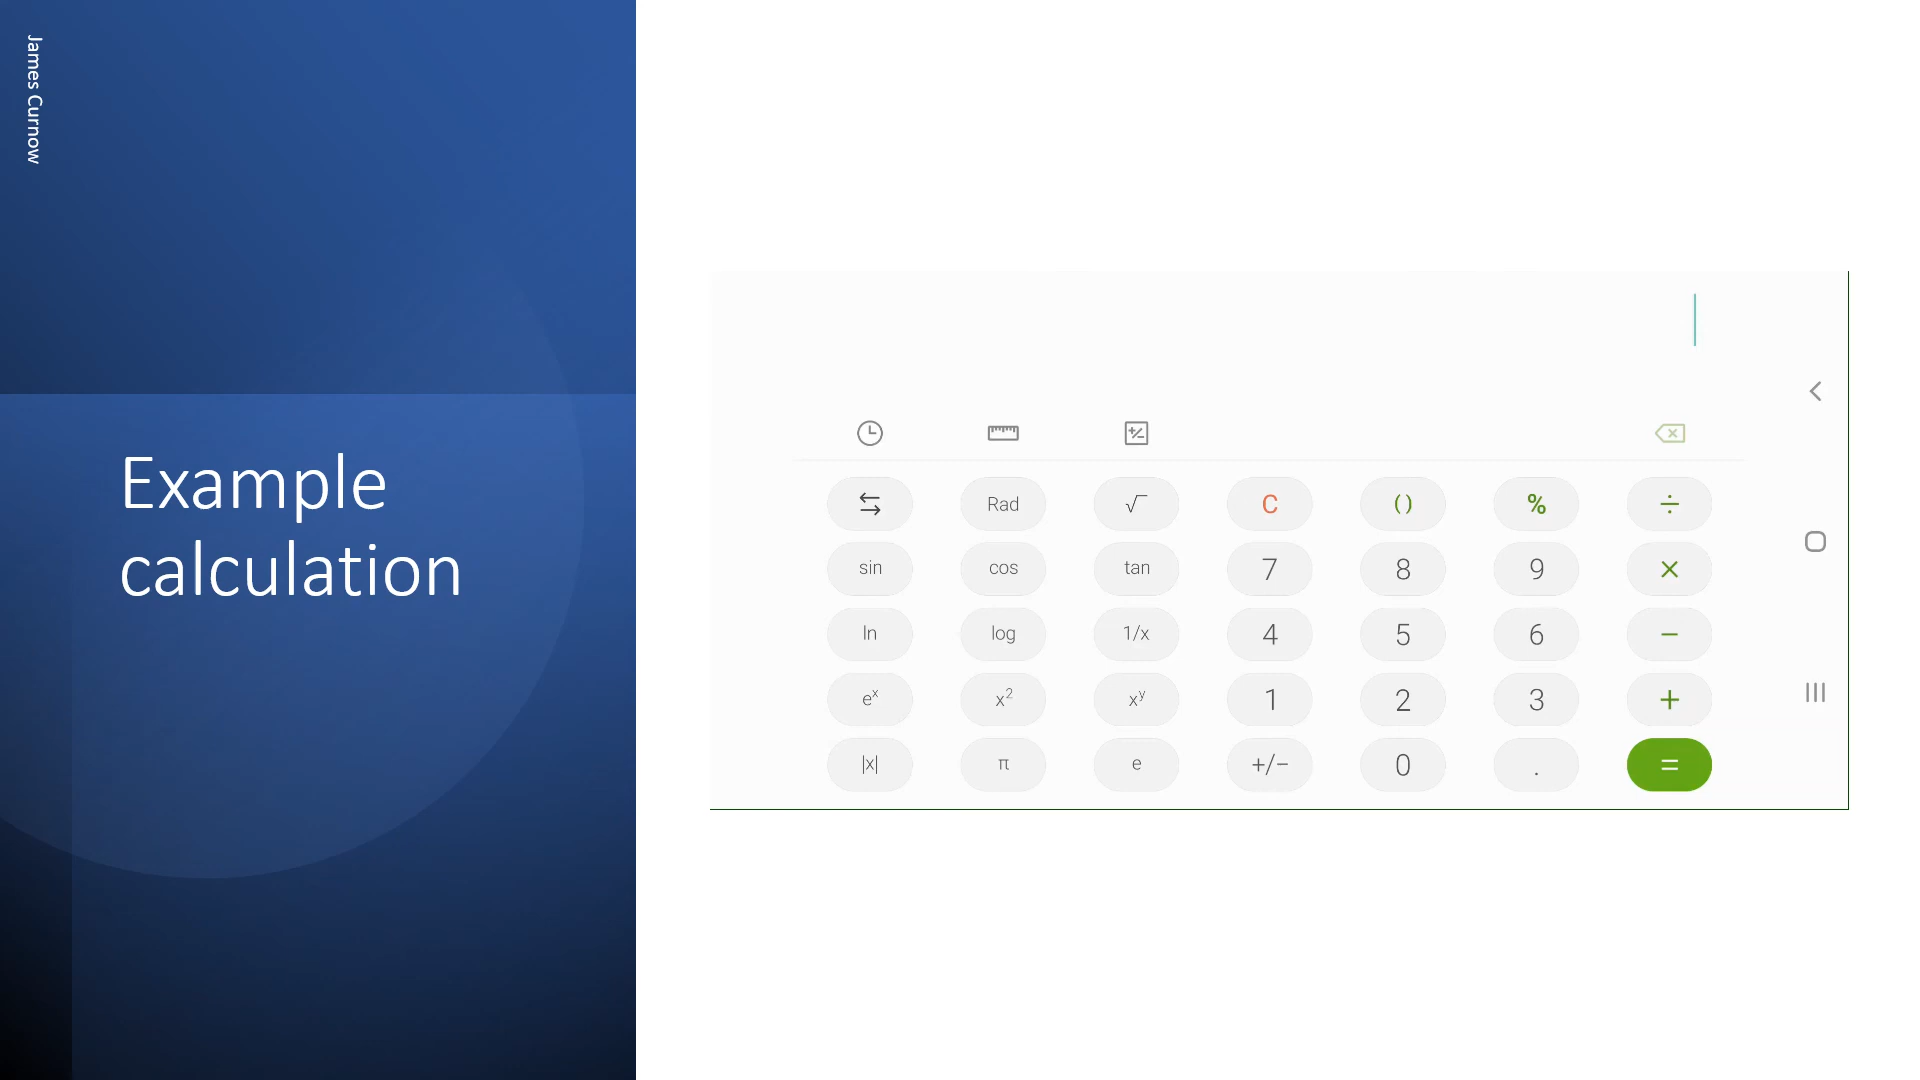 James Curnow
Example
calculation
Rad √ C ( ) % ÷
sin cos tan 7 8 9 ×
ln log 1/x 4 5 6 −
eˣ x² xʸ 1 2 3 +
|x| π e +/− 0 . =